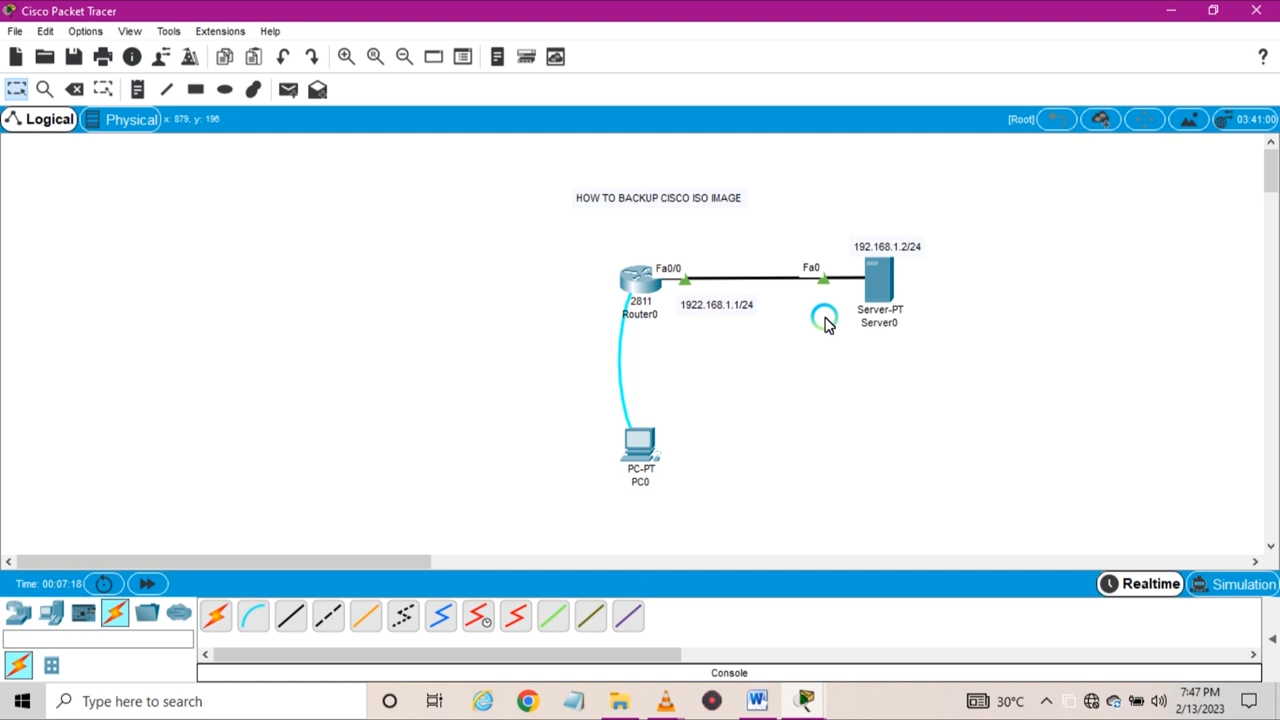 Cisco Packet Tracer
File Edit Options View Tools Extensions Help
?
Logical Physical x: 879, y: 196 [Root] 03:41:00
HOW TO BACKUP CISCO ISO IMAGE
192.168.1.2/24
Fa0/0 Fa0
2811
Router0
1922.168.1.1/24
Server-PT
Server0
PC-PT
PC0
Time: 00:07:18 Realtime Simulation
Console
Type here to search
30°C
7:47 PM
2/13/2023